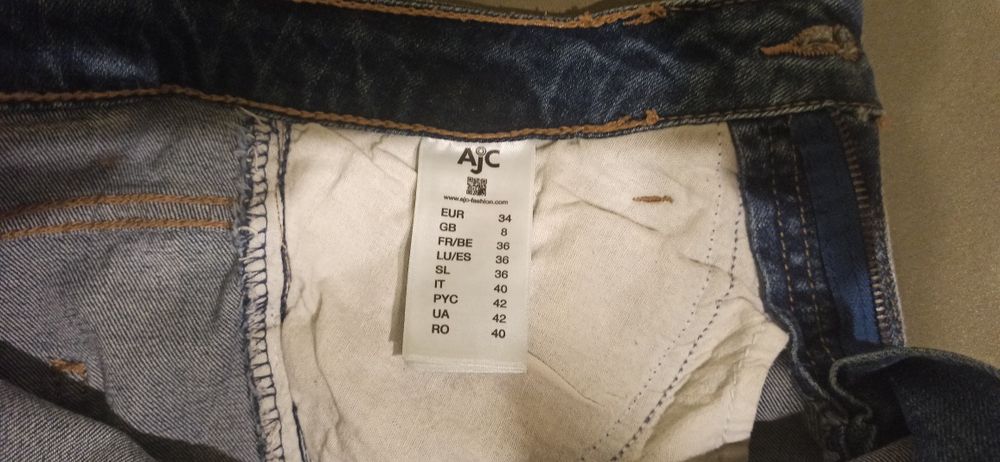 AjC
www.ajc-fashion.com
EUR 34
GB 8
FR/BE 36
LU/ES 36
SL 36
IT 40
PYC 42
UA 42
RO 40